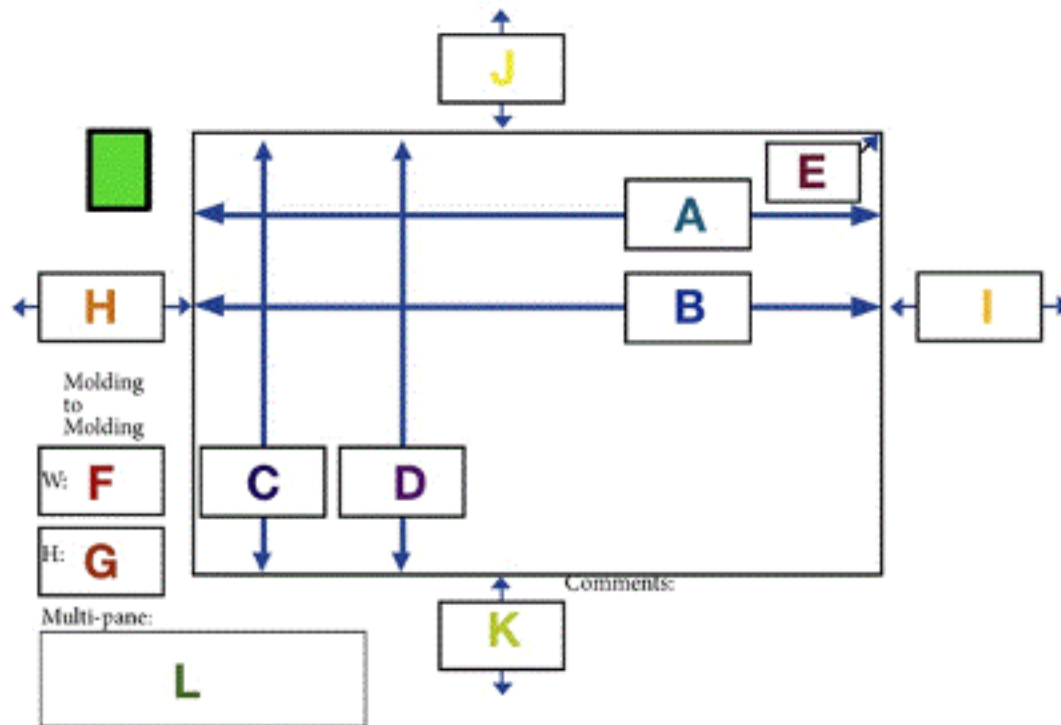 J
E
A
H
B
I
Molding
to
Molding
W: F
C
D
H: G
Comments:
Multi-pane:
K
L